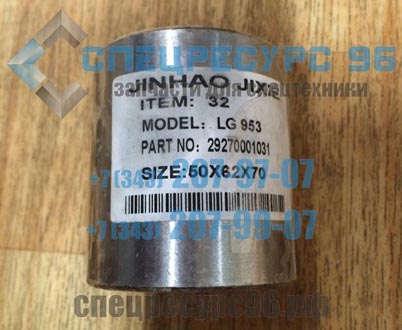 СПЕЦРЕСУРС 96
JINHAO JIXIE
запчасти для спецтехники
ITEM: 32
MODEL: LG 953
PART NO: 29270001031
SIZE:50X62X70
+7(343) 207-97-07
+7(343) 207-99-07
спецресурс96.рф